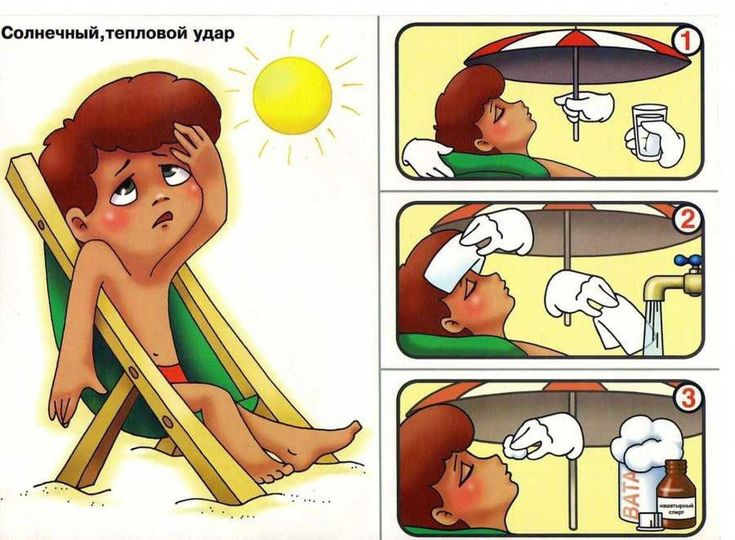 Солнечный,тепловой удар
1
2
3
ВАТА
нашатырный
спирт